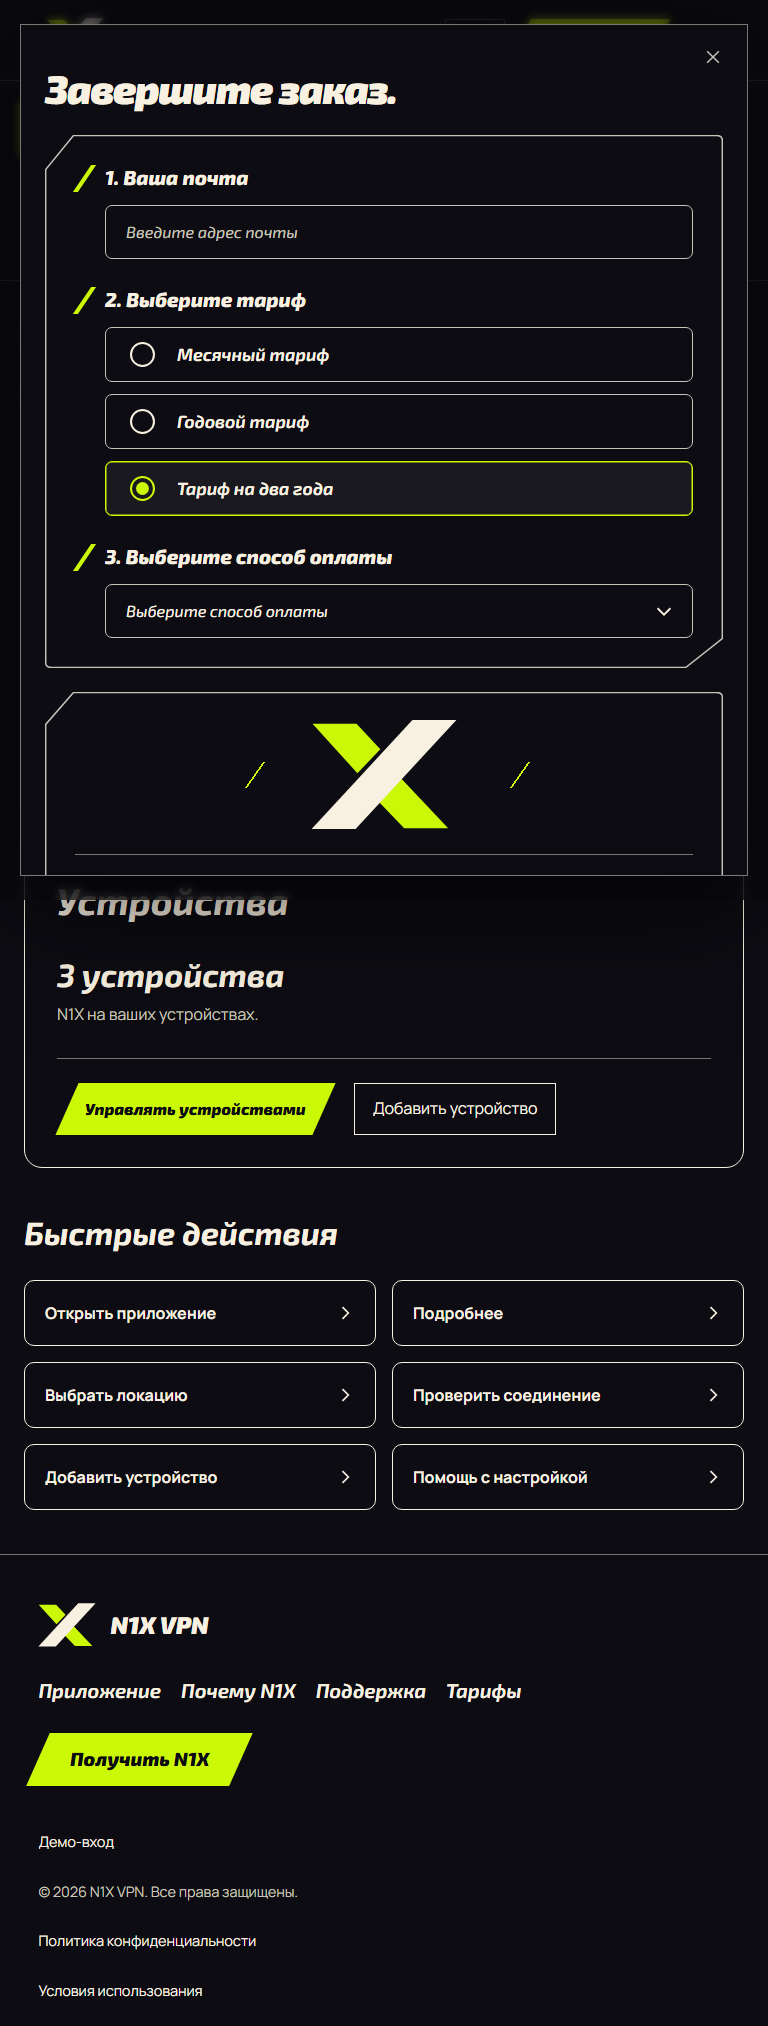 Завершите заказ.
1. Ваша почта
Введите адрес почты
2. Выберите тариф
Месячный тариф
Годовой тариф
Тариф на два года
3. Выберите способ оплаты
Выберите способ оплаты
Устройства
3 устройства
N1X на ваших устройствах.
Управлять устройствами
Добавить устройство
Быстрые действия
Открыть приложение
Подробнее
Выбрать локацию
Проверить соединение
Добавить устройство
Помощь с настройкой
N1X VPN
Приложение Почему N1X Поддержка Тарифы
Получить N1X
Демо-вход
© 2026 N1X VPN. Все права защищены.
Политика конфиденциальности
Условия использования